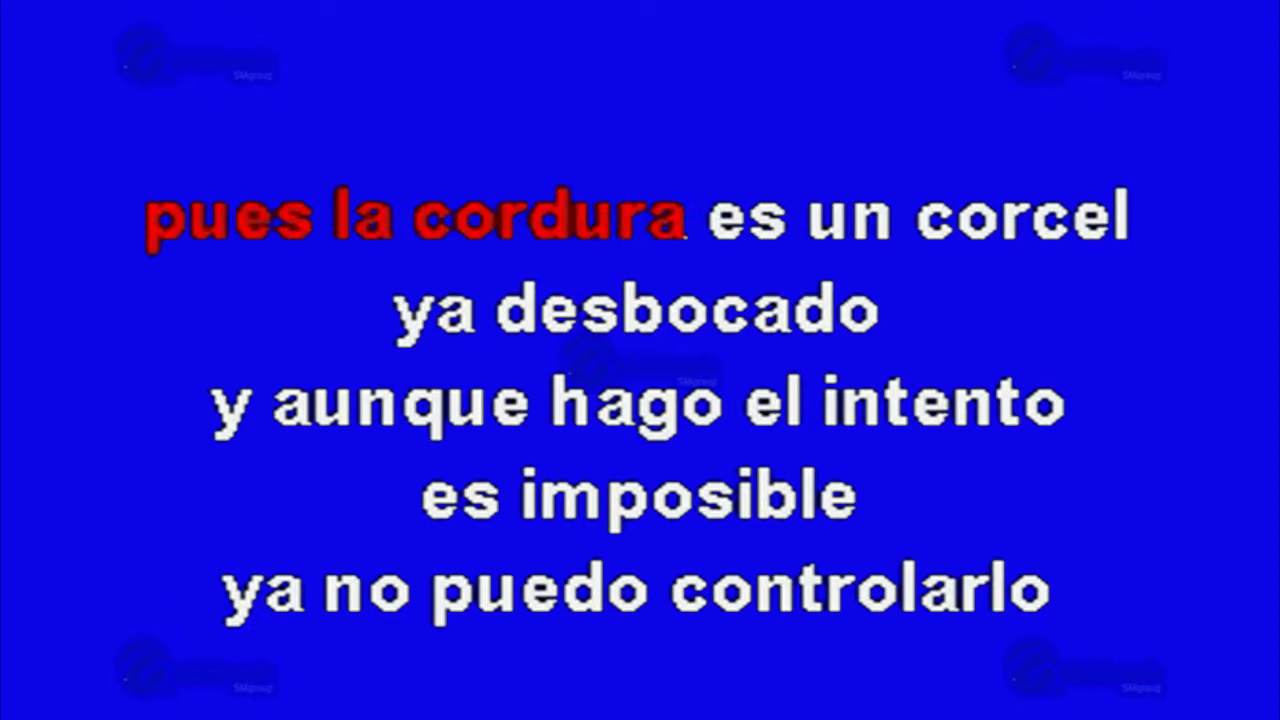 pues la cordura es un corcel
ya desbocado
y aunque hago el intento
es imposible
ya no puedo controlarlo